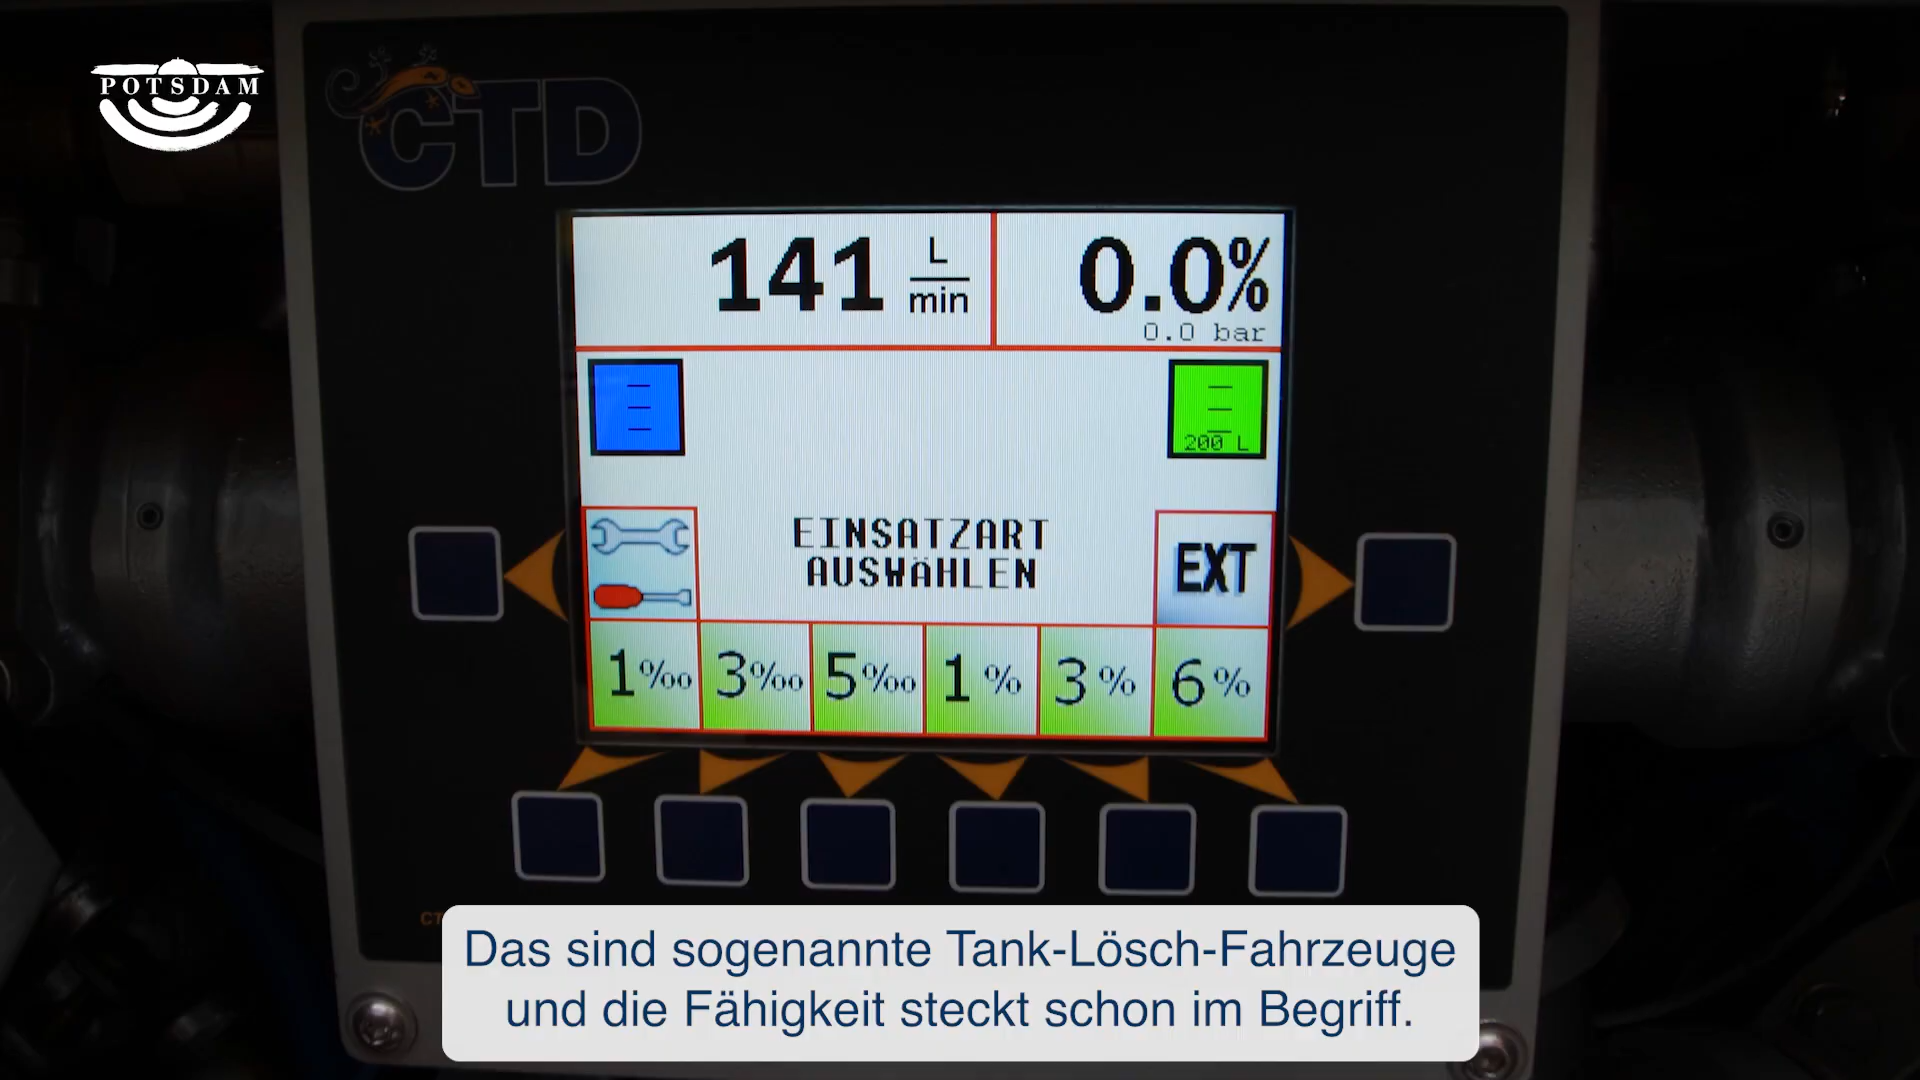 POTSDAM
CTD
141 L/min
0.0%
0.0 bar
200 L
EINSATZART
AUSWÄHLEN
EXT
1‰ 3‰ 5‰ 1% 3% 6%
Das sind sogenannte Tank-Lösch-Fahrzeuge
und die Fähigkeit steckt schon im Begriff.